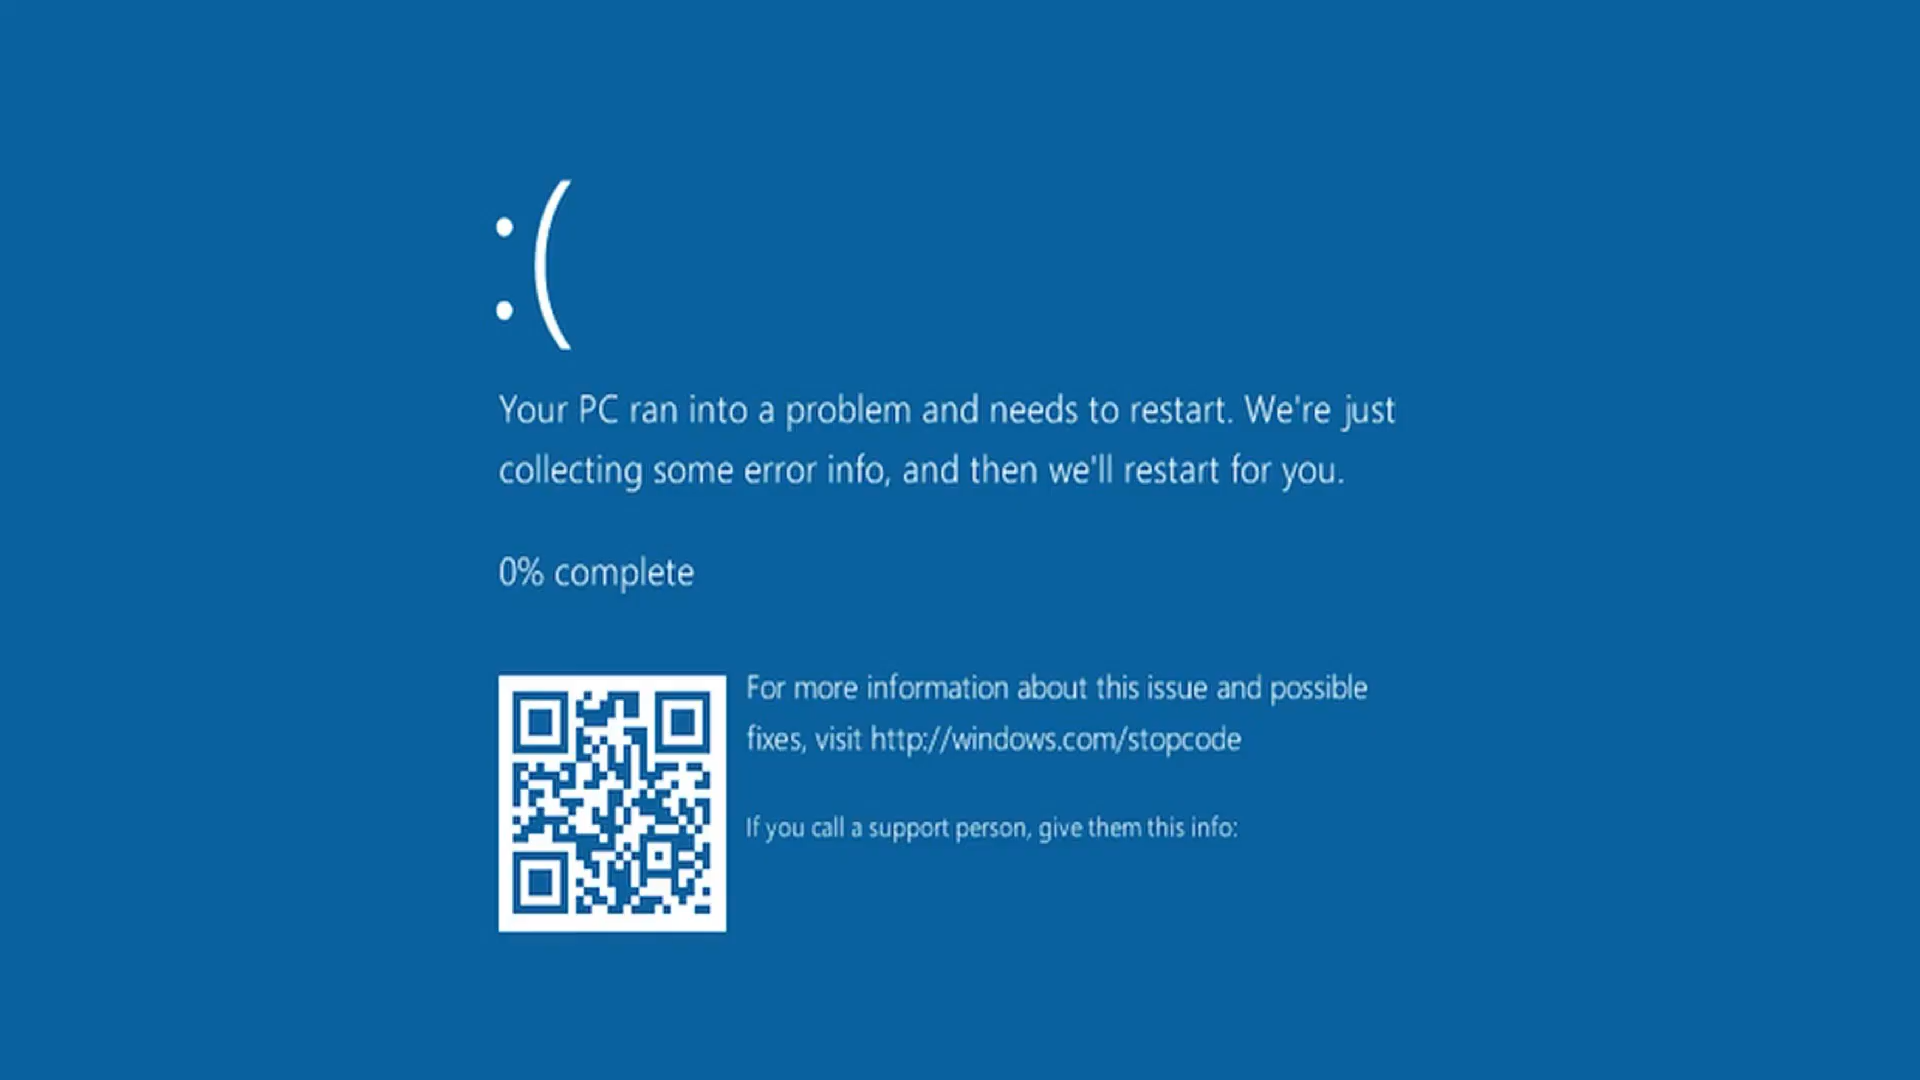 :(
Your PC ran into a problem and needs to restart. We're just
collecting some error info, and then we'll restart for you.
0% complete
For more information about this issue and possible
fixes, visit http://windows.com/stopcode
If you call a support person, give them this info: